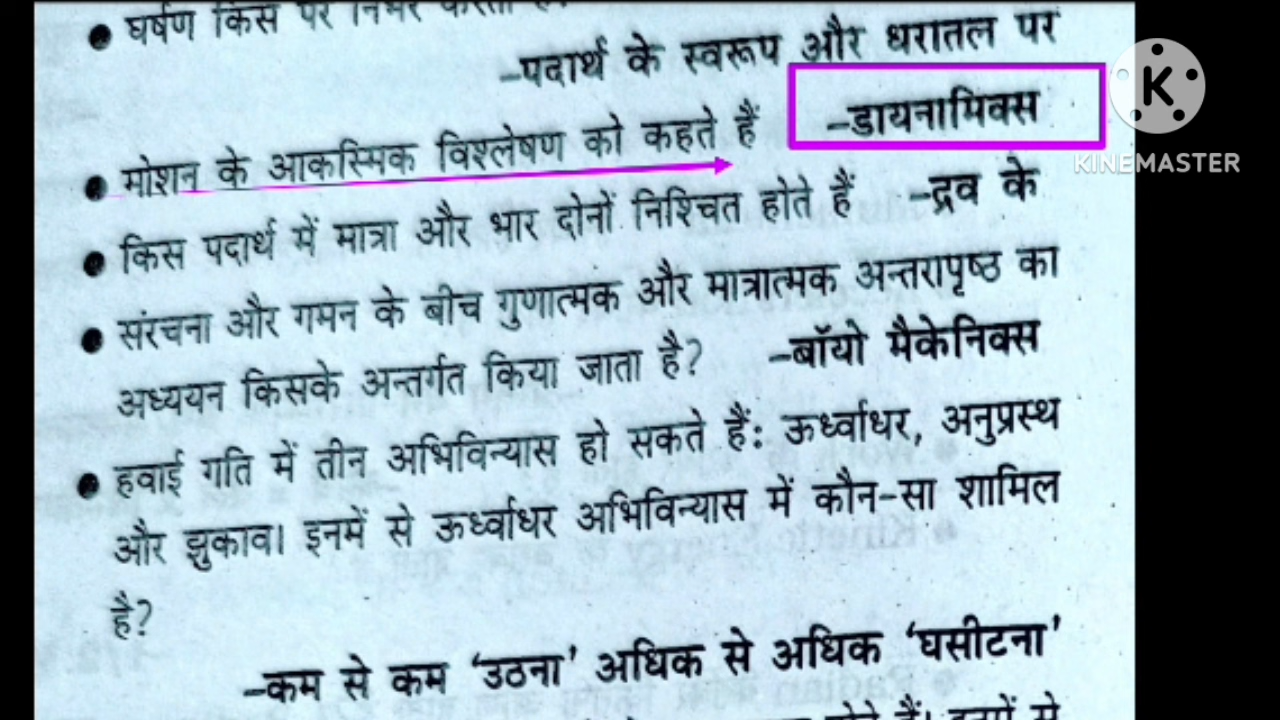 • घर्षण किस पर निर्भर करता है?
–पदार्थ के स्वरूप और धरातल पर
• मोशन के आकस्मिक विश्लेषण को कहते हैं –डायनामिक्स
• किस पदार्थ में मात्रा और भार दोनों निश्चित होते हैं –द्रव के
• संरचना और गमन के बीच गुणात्मक और मात्रात्मक अन्तरापृष्ठ का
अध्ययन किसके अन्तर्गत किया जाता है? –बॉयो मैकेनिक्स
• हवाई गति में तीन अभिविन्यास हो सकते हैं: ऊर्ध्वाधर, अनुप्रस्थ
और झुकाव। इनमें से ऊर्ध्वाधर अभिविन्यास में कौन-सा शामिल
है?
–कम से कम ‘उठना’ अधिक से अधिक ‘घसीटना’
होते हैं। इनमें से
K
KINEMASTER